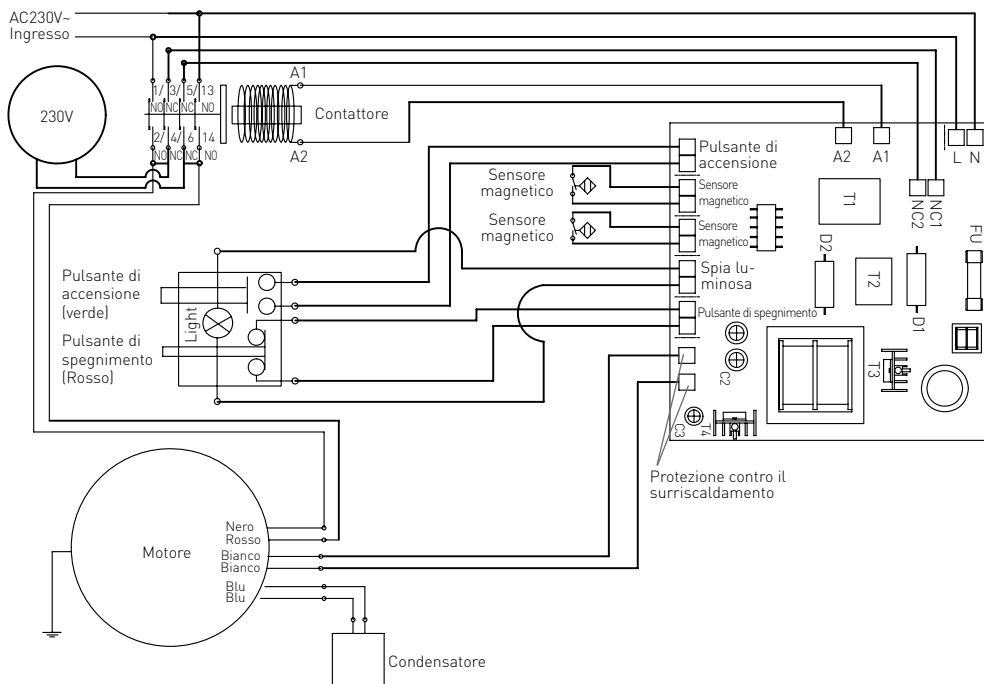 AC230V~
Ingresso
230V
1/ 3/ 5/ 13
NO NC NC NO
2/ 4/ 6 14
NO NC NC NO
A1
Contattore
A2
A2 A1
L N
NC2 NC1
Pulsante di
accensione
Sensore
magnetico
Sensore
magnetico
Sensore
magnetico
Sensore
magnetico
Spia lu-
minosa
Pulsante di spegnimento
T1
T2
D2
D1
FU
C2
T3
C3
T4
Pulsante di
accensione
(verde)
Light
Pulsante di
spegnimento
(Rosso)
Protezione contro il
surriscaldamento
Motore
Nero
Rosso
Bianco
Bianco
Blu
Blu
Condensatore